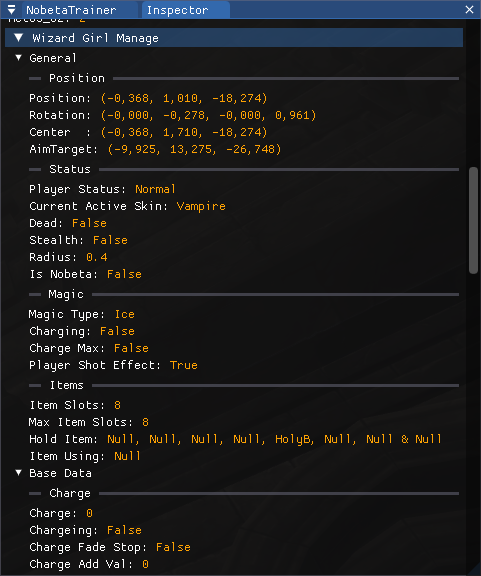 NobetaTrainer Inspector
Wizard Girl Manage
General
Position
Position: (-0,368, 1,010, -18,274)
Rotation: (-0,000, -0,278, -0,000, 0,961)
Center  : (-0,368, 1,710, -18,274)
AimTarget: (-9,925, 13,275, -26,748)
Status
Player Status: Normal
Current Active Skin: Vampire
Dead: False
Stealth: False
Radius: 0.4
Is Nobeta: False
Magic
Magic Type: Ice
Charging: False
Charge Max: False
Player Shot Effect: True
Items
Item Slots: 8
Max Item Slots: 8
Hold Item: Null, Null, Null, Null, HolyB, Null, Null & Null
Item Using: Null
Base Data
Charge
Charge: 0
Chargeing: False
Charge Fade Stop: False
Charge Add Val: 0